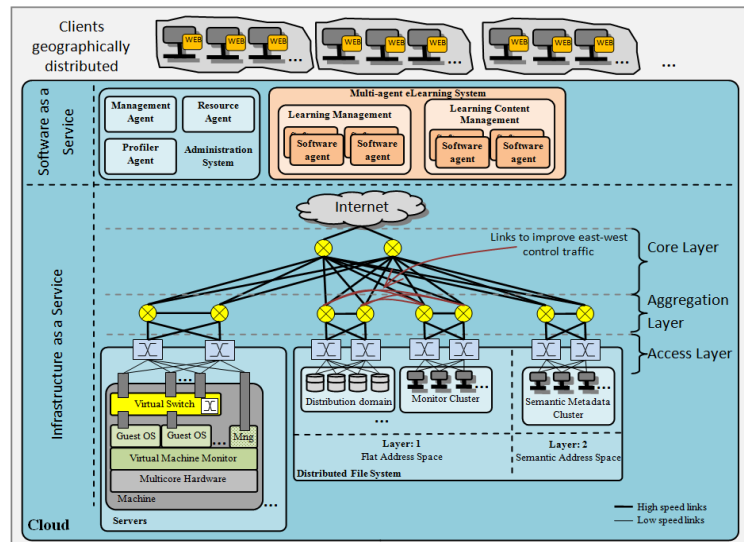 Clients
geographically
distributed
WEB WEB WEB ...
WEB WEB WEB ...
WEB WEB WEB ...
...
Software as a
Service
Management
Agent
Resource
Agent
Profiler
Agent
Administration
System
Multi-agent eLearning System
Learning Management
Software
agent
Software
agent
Learning Content
Management
Software
agent
Software
agent
Infrastructure as a Service
Internet
Links to improve east-west
control traffic
Core Layer
Aggregation
Layer
Access Layer
...
Virtual Switch
Guest OS
Guest OS
...
Mng
Virtual Machine Monitor
Multicore Hardware
Machine
...
Servers
Distribution domain
...
Monitor Cluster
...
Semantic Metadata
Cluster
...
Layer: 1
Flat Address Space
Layer: 2
Semantic Address Space
Distributed File System
High speed links
Low speed links
Cloud